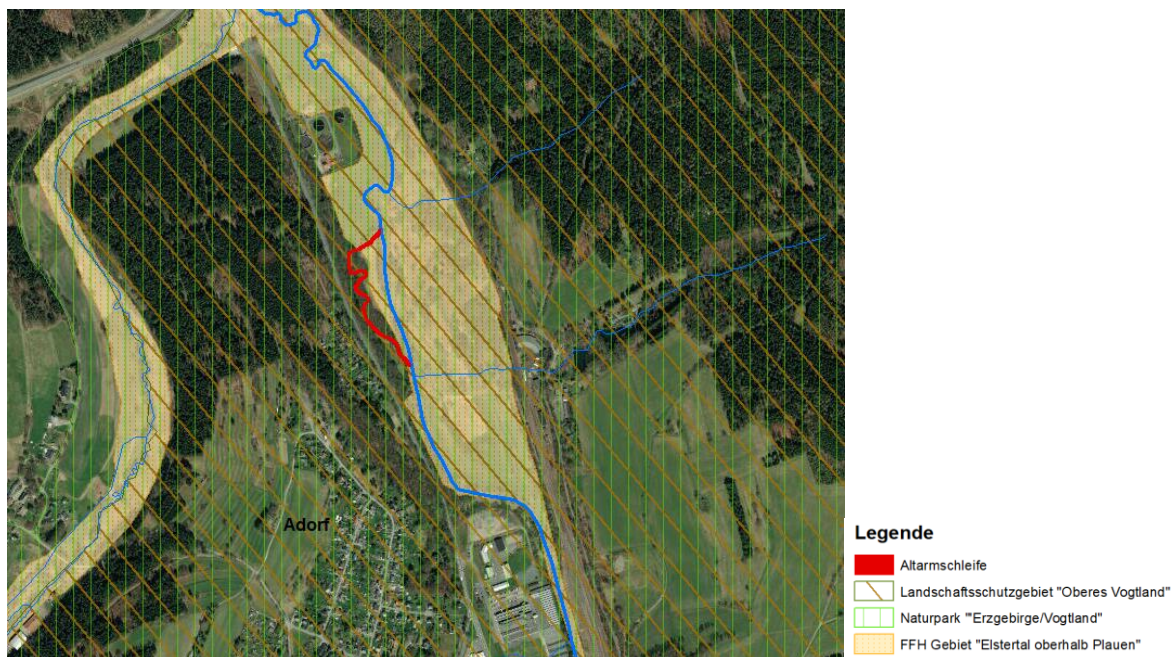 Adorf
Legende
Altarmschleife
Landschaftsschutzgebiet "Oberes Vogtland"
Naturpark "Erzgebirge/Vogtland"
FFH Gebiet "Elstertal oberhalb Plauen"